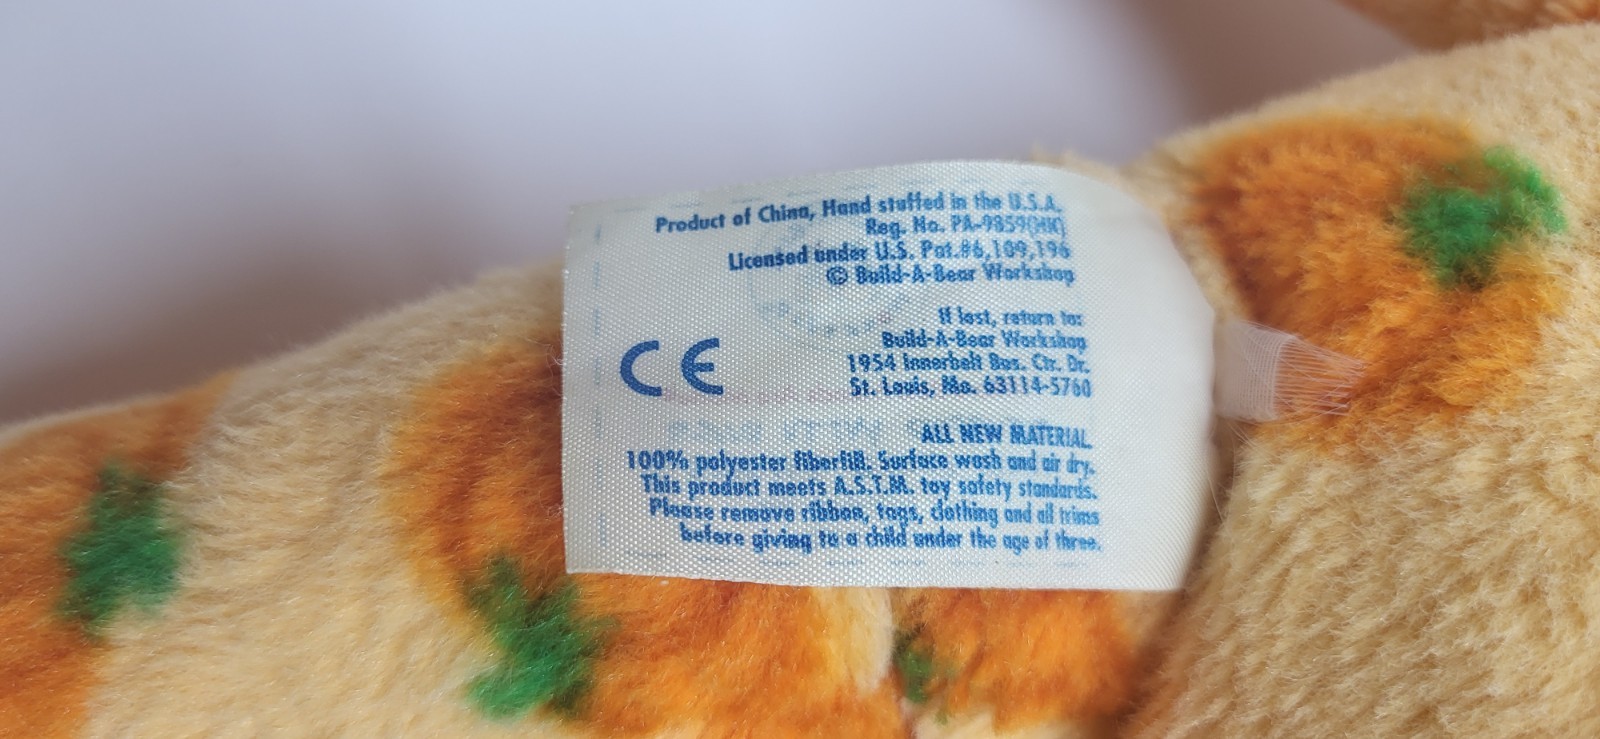 Product of China, Hand stuffed in the U.S.A.
Reg. No. PA-9859(HK)
Licensed under U.S. Pat.#6,109,196
© Build-A-Bear Workshop
If lost, return to:
Build-A-Bear Workshop
1954 Innerbelt Bus. Ctr. Dr.
St. Louis, Mo. 63114-5760
CE
ALL NEW MATERIAL.
100% polyester fiberfill. Surface wash and air dry.
This product meets A.S.T.M. toy safety standards.
Please remove ribbon, tags, clothing and all trims
before giving to a child under the age of three.